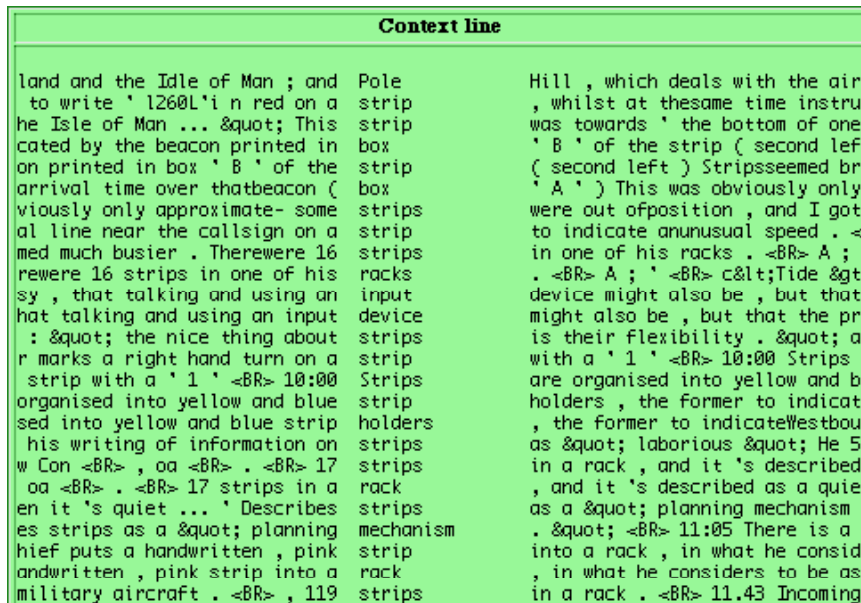 Context line
land and the Idle of Man ; and Pole Hill , which deals with the air
to write ' 1260L'i n red on a strip , whilst at thesame time instru
he Isle of Man ... &quot; This strip was towards ' the bottom of one
cated by the beacon printed in box ' B ' of the strip ( second lef
on printed in box ' B ' of the strip ( second left ) Stripsseemed br
arrival time over thatbeacon ( box ' A ' ) This was obviously only
viously only approximate- some strips were out ofposition , and I got
al line near the callsign on a strip to indicate anunusual speed . <
med much busier . Therewere 16 strips in one of his racks . <BR> A ;
rewere 16 strips in one of his racks . <BR> A ; ' <BR> c&lt;Tide &gt
sy , that talking and using an input device might also be , but that
hat talking and using an input device might also be , but that the pr
: &quot; the nice thing about strips is their flexibility . &quot; a
r marks a right hand turn on a strip with a ' 1 ' <BR> 10:00 Strips
strip with a ' 1 ' <BR> 10:00 Strips are organised into yellow and b
organised into yellow and blue strip holders , the former to indicat
sed into yellow and blue strip holders , the former to indicateWestbou
his writing of information on strips as &quot; laborious &quot; He 5
w Con <BR> , oa <BR> . <BR> 17 strips in a rack , and it 's described
oa <BR> . <BR> 17 strips in a rack , and it 's described as a quie
en it 's quiet ... ' Describes strips as a &quot; planning mechanism
es strips as a &quot; planning mechanism . &quot; <BR> 11:05 There is a
hief puts a handwritten , pink strip into a rack , in what he consid
andwritten , pink strip into a rack , in what he considers to be as
military aircraft . <BR> , 119 strips in a rack . <BR> 11.43 Incoming